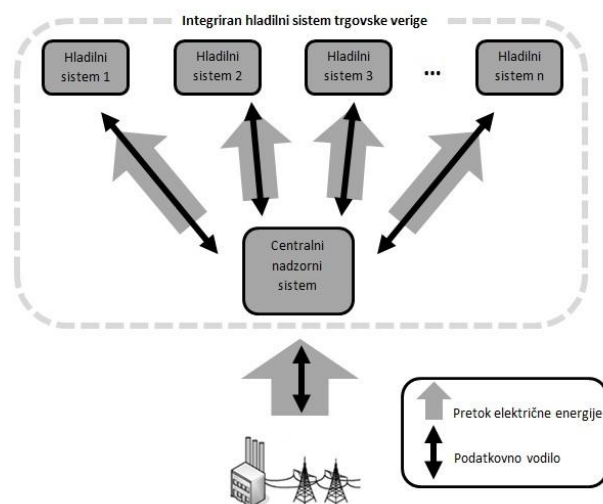 Integriran hladilni sistem trgovske verige
Hladilni
sistem 1
Hladilni
sistem 2
Hladilni
sistem 3
...
Hladilni
sistem n
Centralni
nadzorni
sistem
Pretok električne energije
Podatkovno vodilo